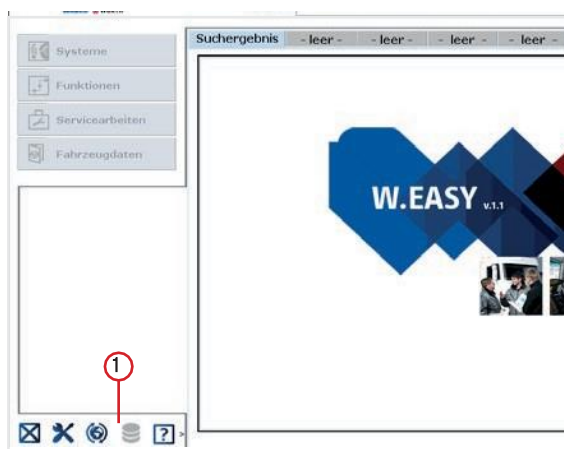 Suchergebnis - leer - - leer - - leer - - leer -
Systeme
Funktionen
Servicearbeiten
Fahrzeugdaten
W.EASY v.1.1
1
?